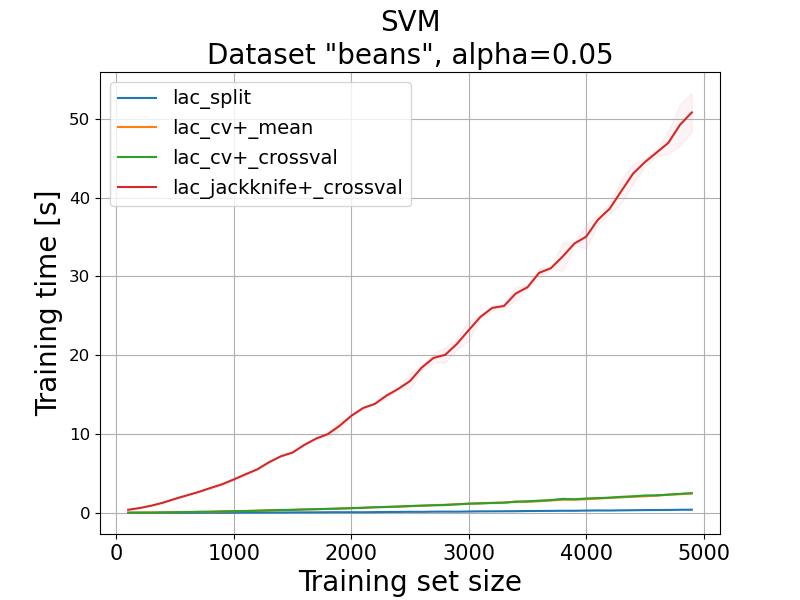 SVM
Dataset "beans", alpha=0.05
lac_split
lac_cv+_mean
lac_cv+_crossval
lac_jackknife+_crossval
Training time [s]
50
40
30
20
10
0
0 1000 2000 3000 4000 5000
Training set size